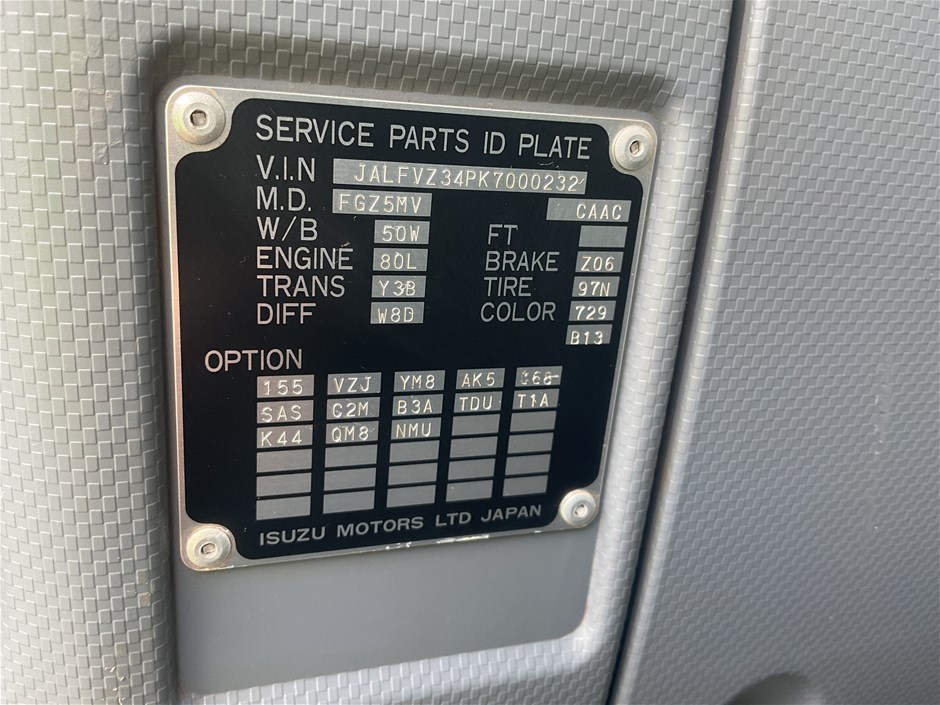 SERVICE PARTS ID PLATE
V.I.N JALFVZ34PK7000232
M.D. FGZ5MV CAAC
W/B 50W FT
ENGINE 80L BRAKE Z06
TRANS Y3B TIRE 97N
DIFF W8D COLOR 729
B13
OPTION
155 VZJ YM8 AK5
SAS C2M B3A TDU T1A
K44 QM8 NMU
ISUZU MOTORS LTD JAPAN